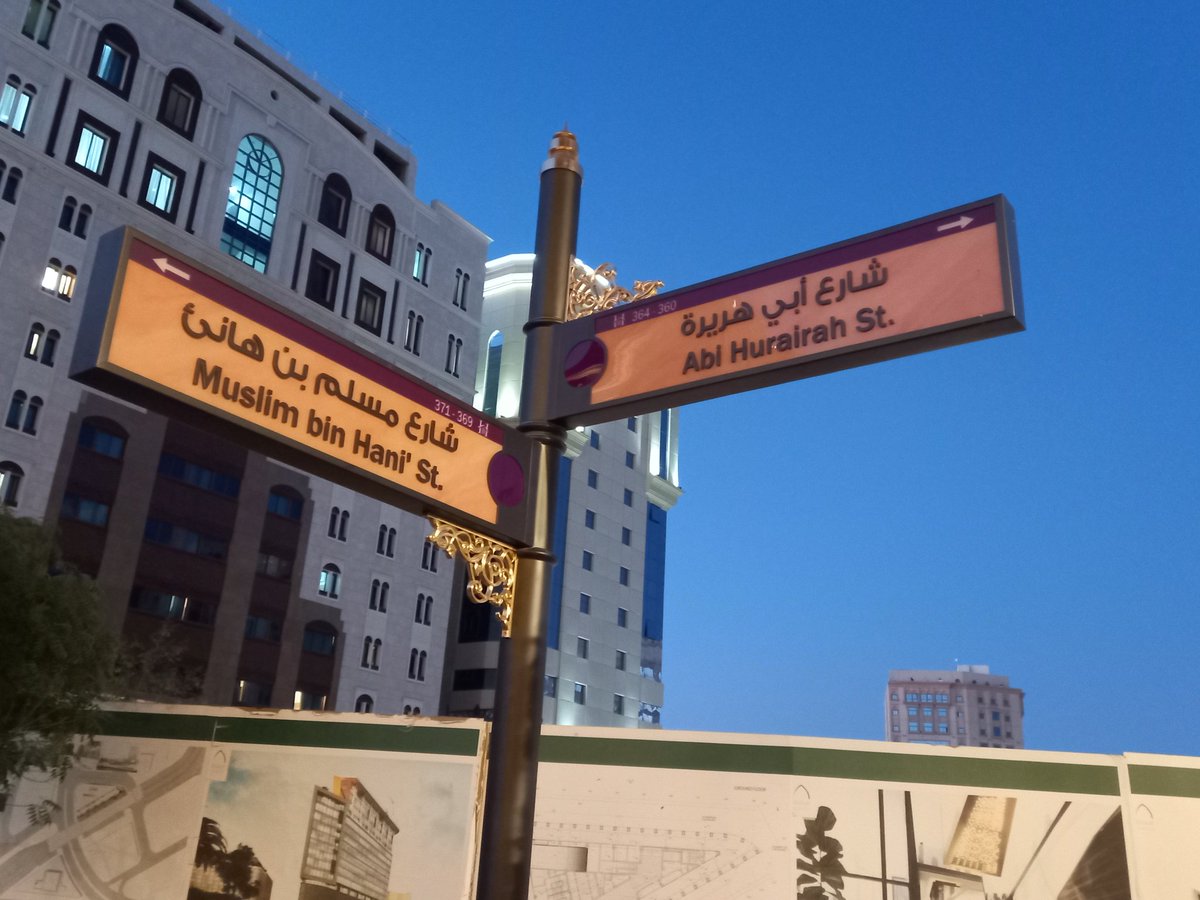 371-369
شارع مسلم بن هانئ
Muslim bin Hani' St.
364-360
شارع أبي هريرة
Abi Hurairah St.